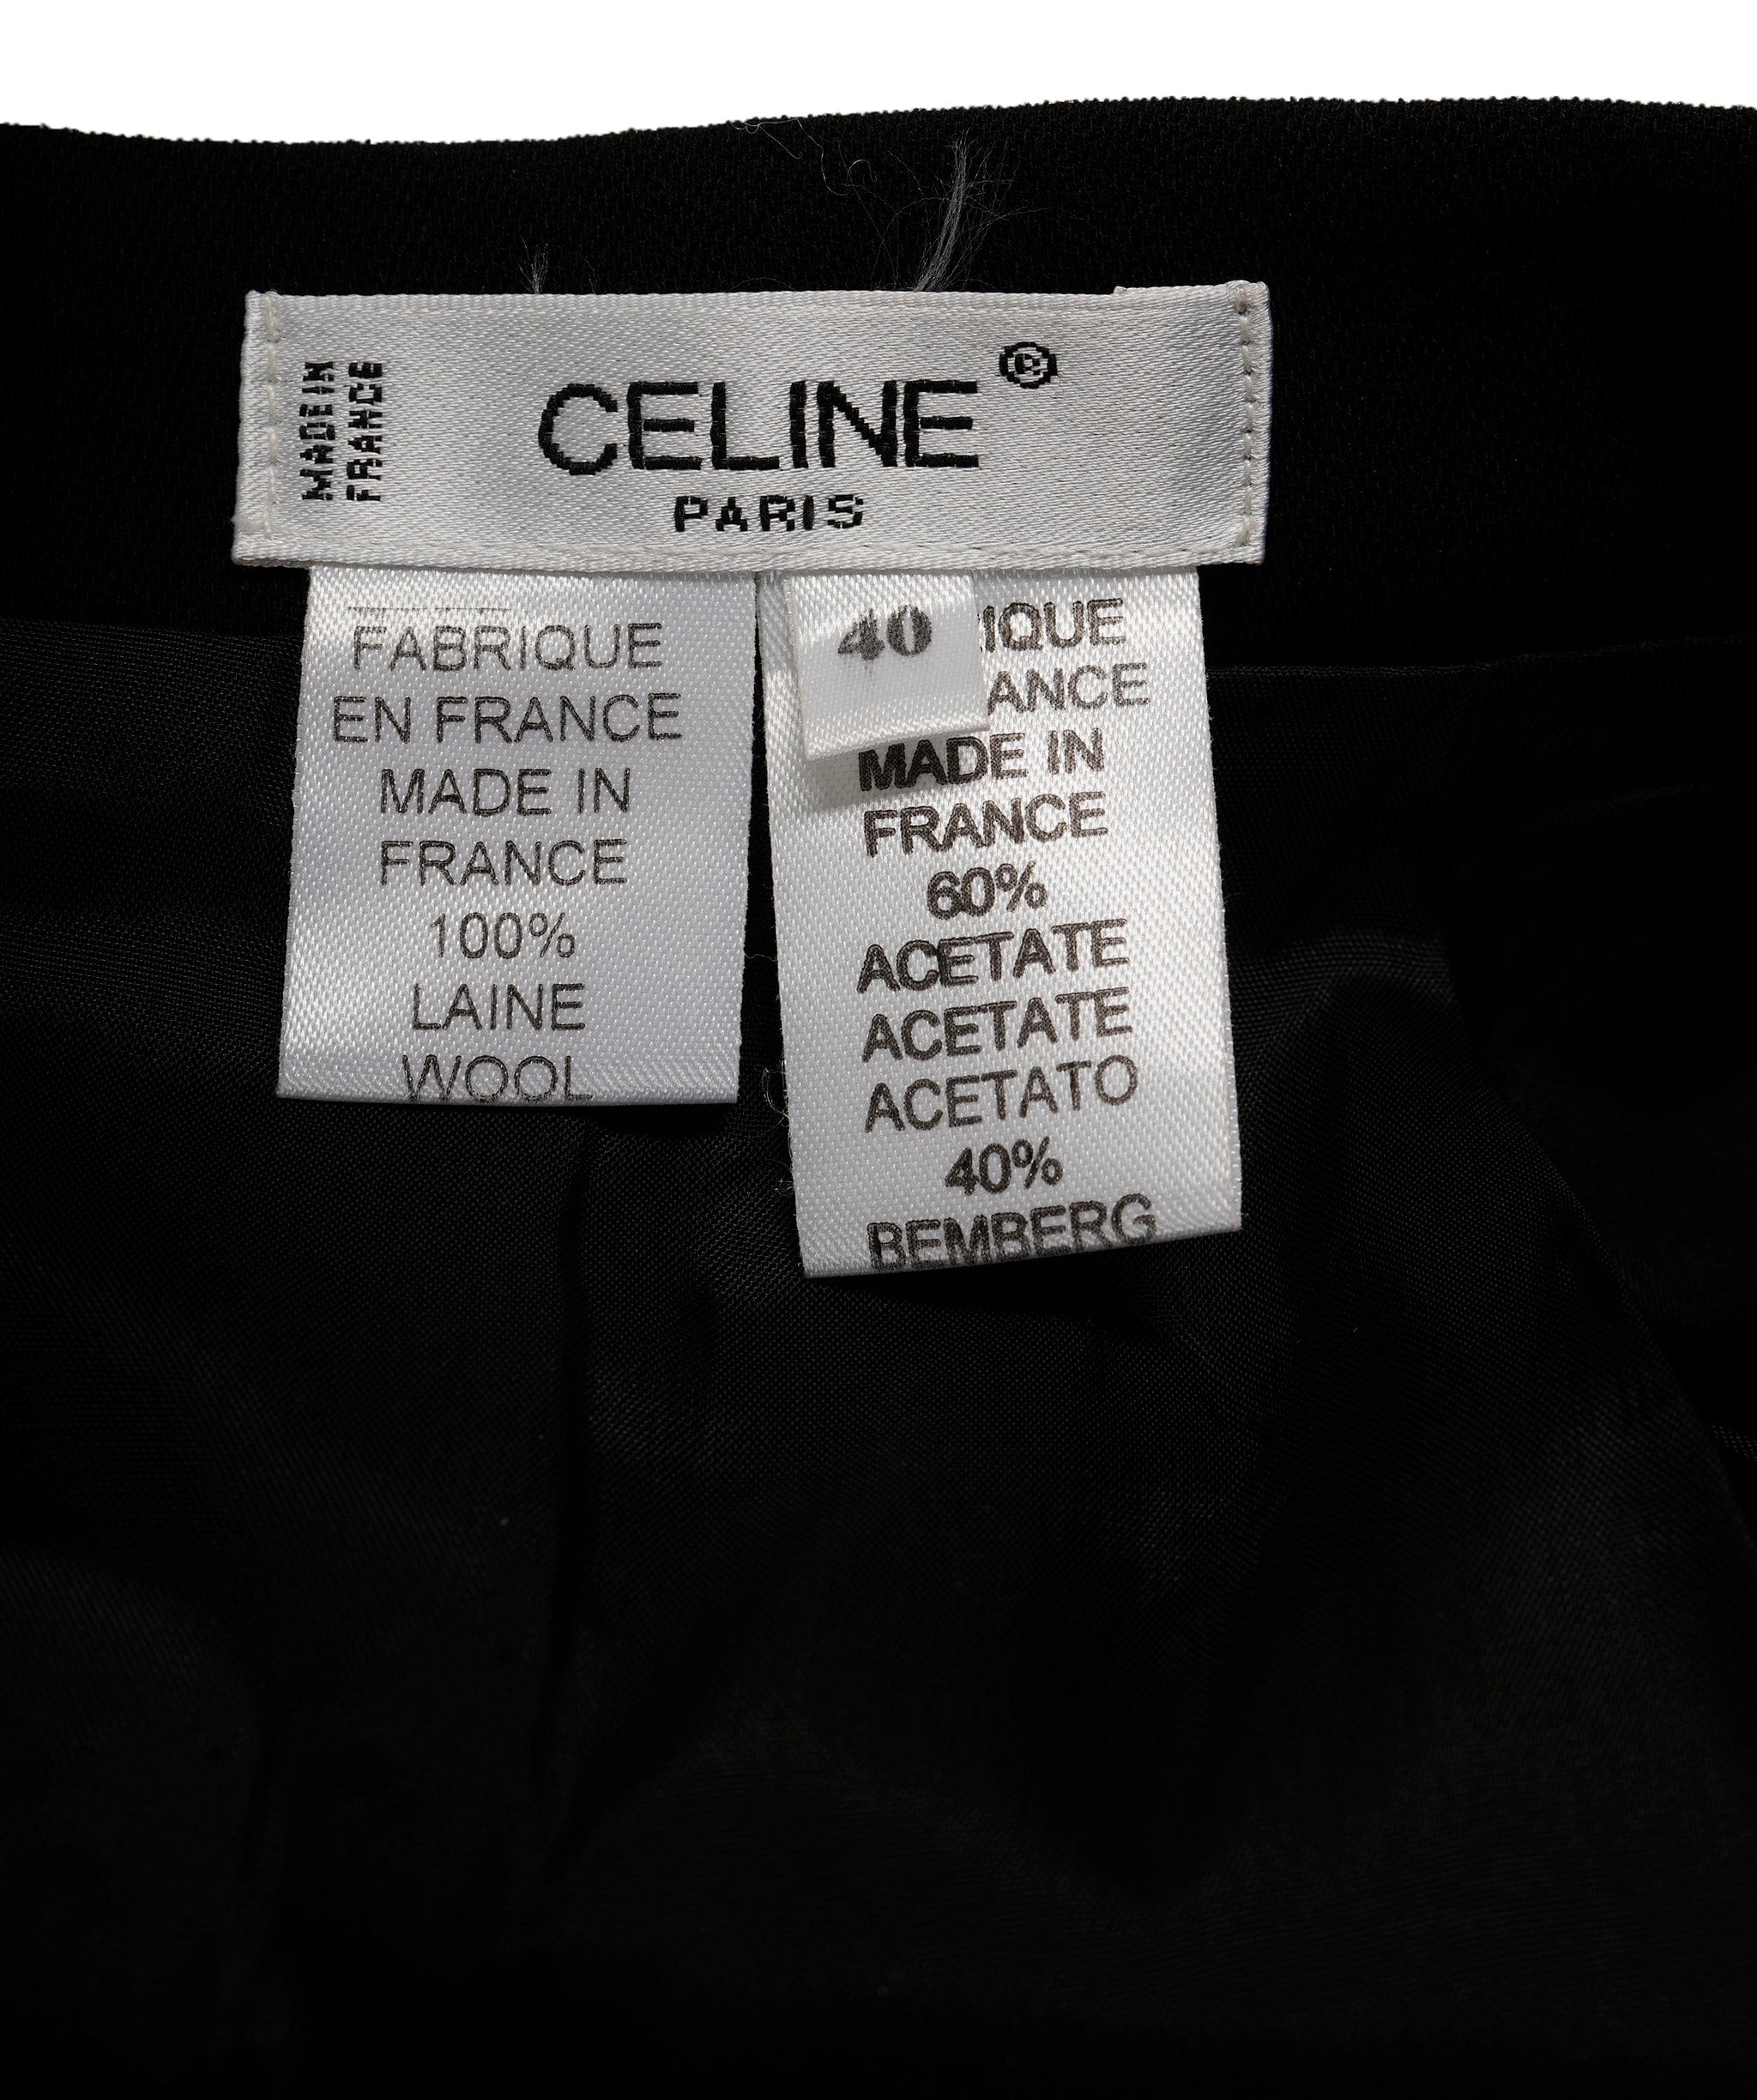 MADE IN
FRANCE
CELINE®
PARIS
FABRIQUE
EN FRANCE
MADE IN
FRANCE
100%
LAINE
WOOL
40
IQUE
ANCE
MADE IN
FRANCE
60%
ACETATE
ACETATE
ACETATO
40%
BEMBERG